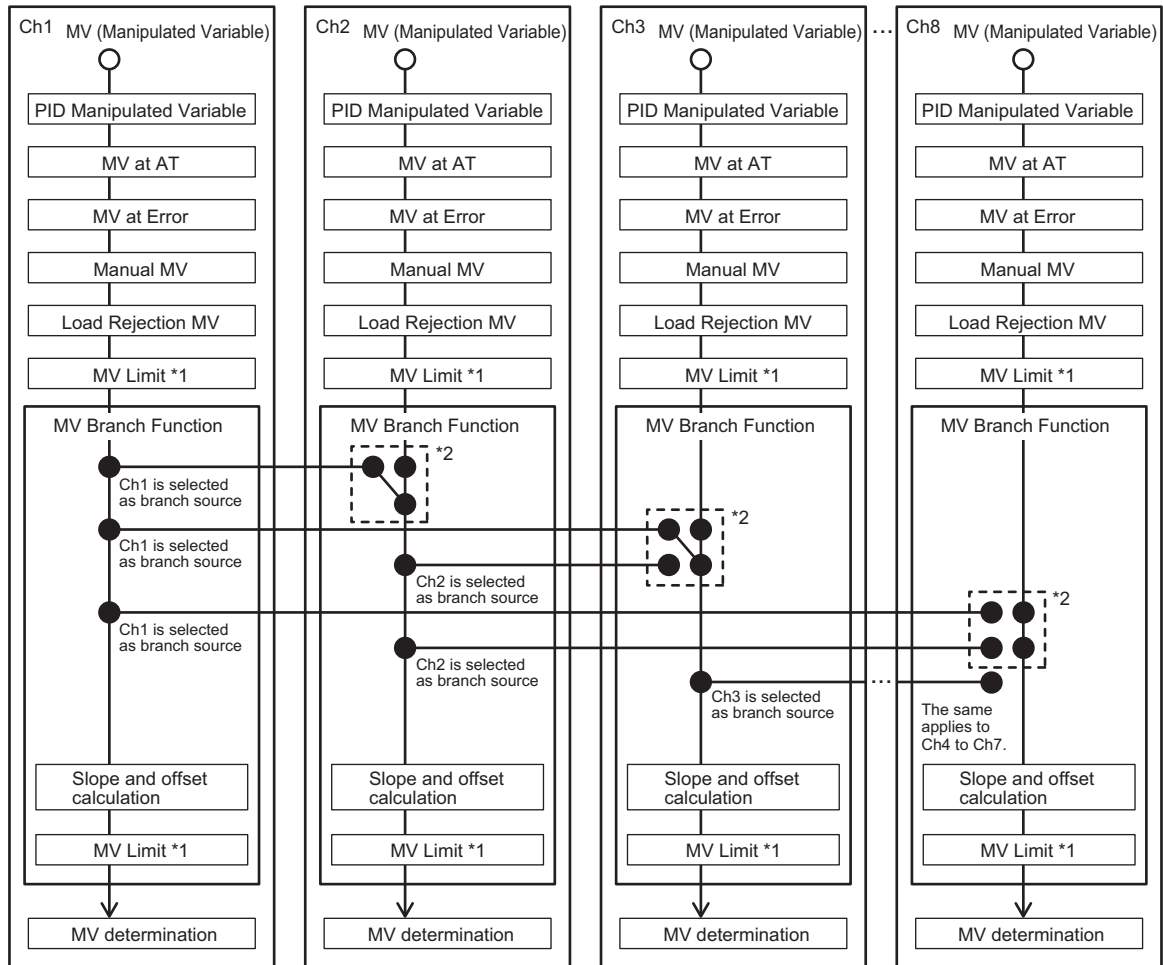 Ch1 MV (Manipulated Variable)
PID Manipulated Variable
MV at AT
MV at Error
Manual MV
Load Rejection MV
MV Limit *1
MV Branch Function
Ch1 is selected
as branch source
Ch1 is selected
as branch source
Ch1 is selected
as branch source
Slope and offset
calculation
MV Limit *1
MV determination
Ch2 MV (Manipulated Variable)
PID Manipulated Variable
MV at AT
MV at Error
Manual MV
Load Rejection MV
MV Limit *1
MV Branch Function
*2
Ch2 is selected
as branch source
Ch2 is selected
as branch source
Slope and offset
calculation
MV Limit *1
MV determination
Ch3 MV (Manipulated Variable)
PID Manipulated Variable
MV at AT
MV at Error
Manual MV
Load Rejection MV
MV Limit *1
MV Branch Function
*2
Ch3 is selected
as branch source
Slope and offset
calculation
MV Limit *1
MV determination
...
...
Ch8 MV (Manipulated Variable)
PID Manipulated Variable
MV at AT
MV at Error
Manual MV
Load Rejection MV
MV Limit *1
MV Branch Function
*2
The same
applies to
Ch4 to Ch7.
Slope and offset
calculation
MV Limit *1
MV determination